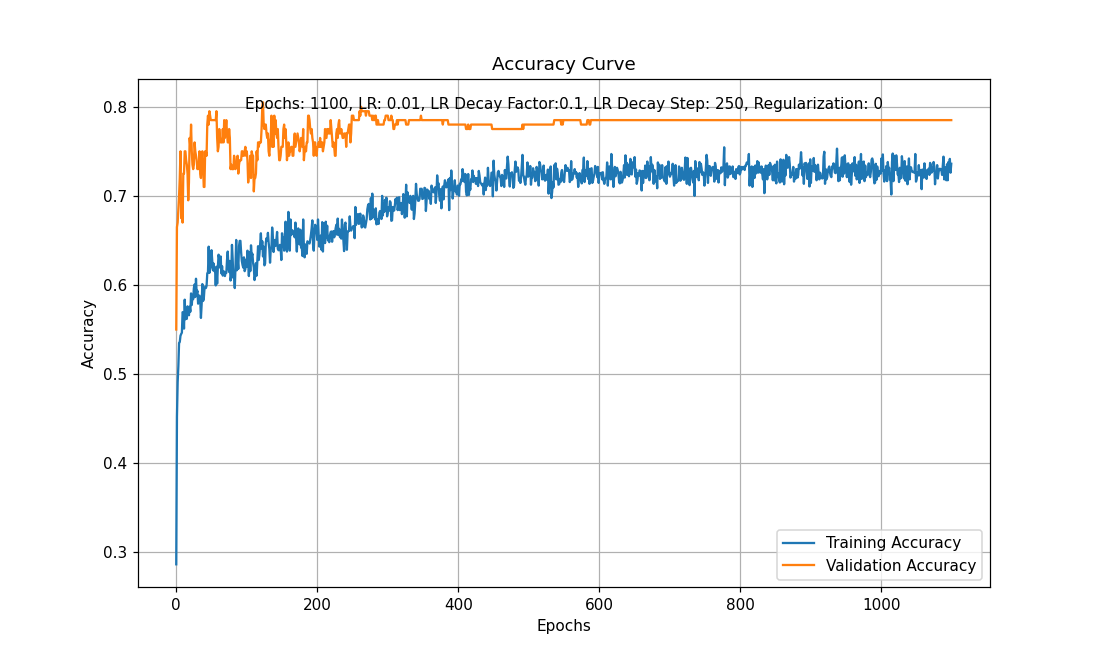 Accuracy Curve
Epochs: 1100, LR: 0.01, LR Decay Factor:0.1, LR Decay Step: 250, Regularization: 0
0.8
0.7
0.6
0.5
0.4
0.3
Accuracy
Training Accuracy
Validation Accuracy
0 200 400 600 800 1000
Epochs